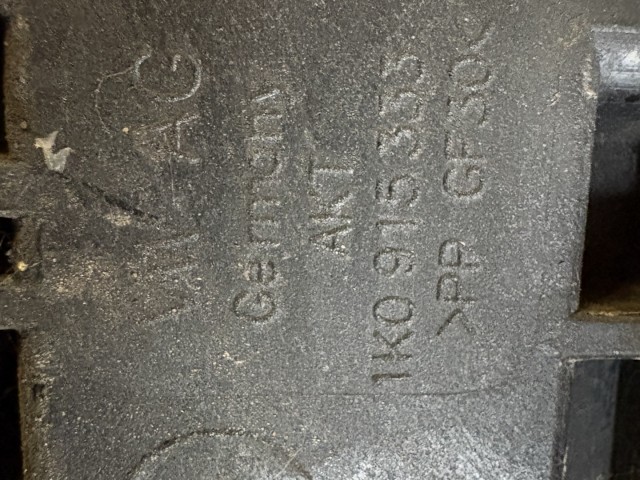 VW AG
Germany
AKT
1K0 915 333
>PP GF30<